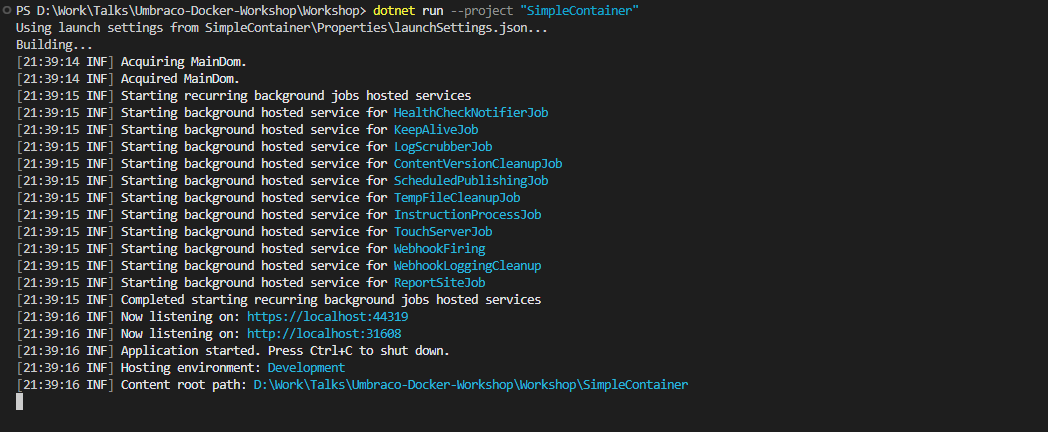 PS D:\Work\Talks\Umbraco-Docker-Workshop\Workshop> dotnet run --project "SimpleContainer"
Using launch settings from SimpleContainer\Properties\launchSettings.json...
Building...
[21:39:14 INF] Acquiring MainDom.
[21:39:14 INF] Acquired MainDom.
[21:39:15 INF] Starting recurring background jobs hosted services
[21:39:15 INF] Starting background hosted service for HealthCheckNotifierJob
[21:39:15 INF] Starting background hosted service for KeepAliveJob
[21:39:15 INF] Starting background hosted service for LogScrubberJob
[21:39:15 INF] Starting background hosted service for ContentVersionCleanupJob
[21:39:15 INF] Starting background hosted service for ScheduledPublishingJob
[21:39:15 INF] Starting background hosted service for TempFileCleanupJob
[21:39:15 INF] Starting background hosted service for InstructionProcessJob
[21:39:15 INF] Starting background hosted service for TouchServerJob
[21:39:15 INF] Starting background hosted service for WebhookFiring
[21:39:15 INF] Starting background hosted service for WebhookLoggingCleanup
[21:39:15 INF] Starting background hosted service for ReportSiteJob
[21:39:15 INF] Completed starting recurring background jobs hosted services
[21:39:16 INF] Now listening on: https://localhost:44319
[21:39:16 INF] Now listening on: http://localhost:31608
[21:39:16 INF] Application started. Press Ctrl+C to shut down.
[21:39:16 INF] Hosting environment: Development
[21:39:16 INF] Content root path: D:\Work\Talks\Umbraco-Docker-Workshop\Workshop\SimpleContainer